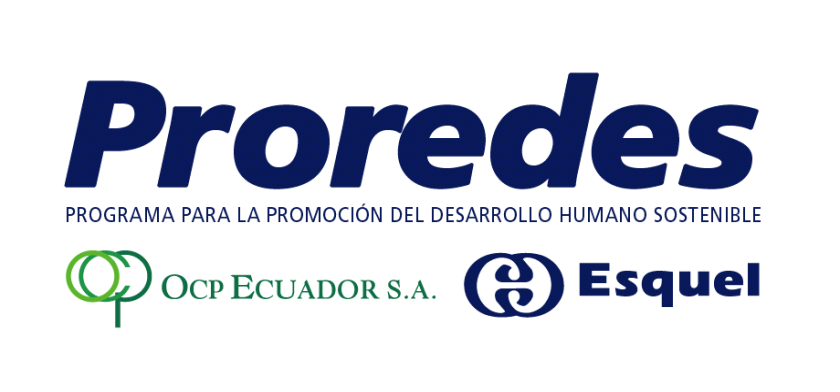 Proredes
PROGRAMA PARA LA PROMOCIÓN DEL DESARROLLO HUMANO SOSTENIBLE
OCP ECUADOR S.A. Esquel